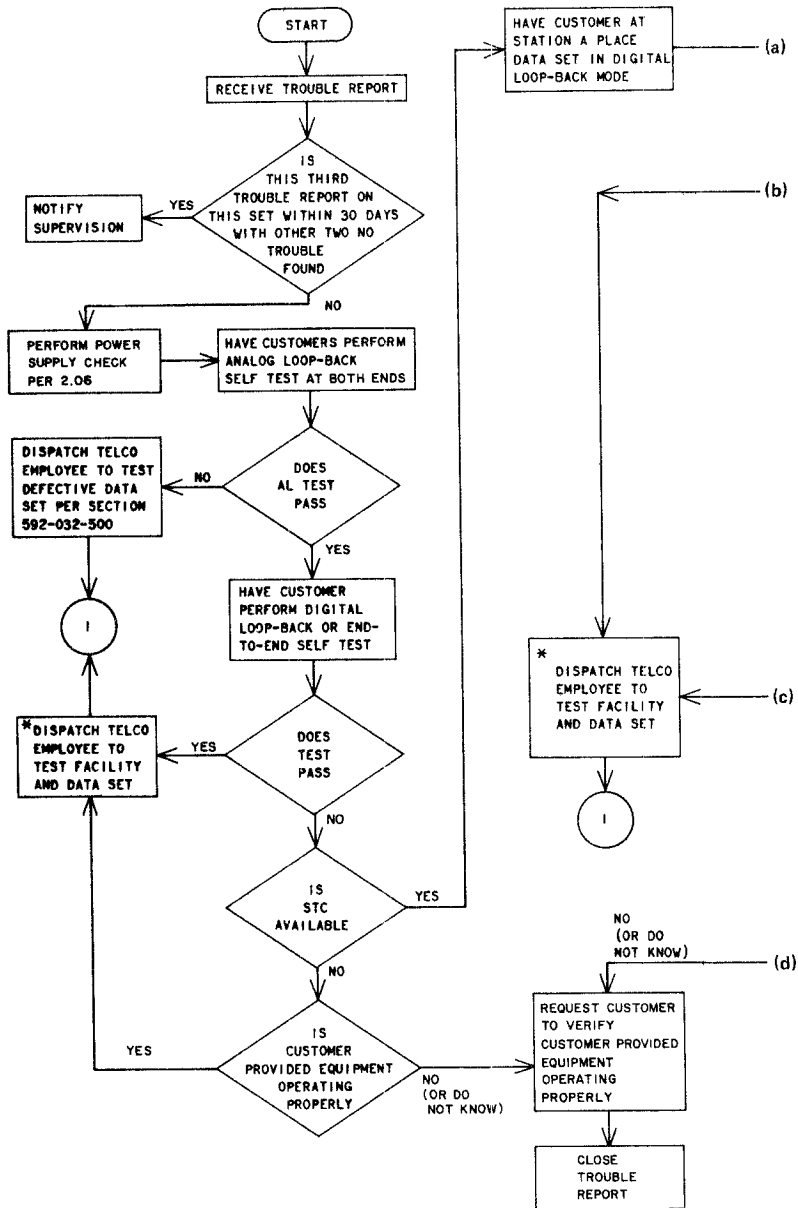 START
RECEIVE TROUBLE REPORT
IS
THIS THIRD
TROUBLE REPORT ON
THIS SET WITHIN 30 DAYS
WITH OTHER TWO NO
TROUBLE
FOUND
YES
NOTIFY
SUPERVISION
NO
PERFORM POWER
SUPPLY CHECK
PER 2.06
HAVE CUSTOMERS PERFORM
ANALOG LOOP-BACK
SELF TEST AT BOTH ENDS
DOES
AL TEST
PASS
NO
DISPATCH TELCO
EMPLOYEE TO TEST
DEFECTIVE DATA
SET PER SECTION
592-032-500
I
YES
HAVE CUSTOMER
PERFORM DIGITAL
LOOP-BACK OR END-
TO-END SELF TEST
DOES
TEST
PASS
YES
*DISPATCH TELCO
EMPLOYEE TO
TEST FACILITY
AND DATA SET
NO
IS
STC
AVAILABLE
YES
NO
IS
CUSTOMER
PROVIDED EQUIPMENT
OPERATING
PROPERLY
YES
NO
(OR DO
NOT KNOW)
HAVE CUSTOMER AT
STATION A PLACE
DATA SET IN DIGITAL
LOOP-BACK MODE
(a)
(b)
*
DISPATCH TELCO
EMPLOYEE TO
TEST FACILITY
AND DATA SET
(c)
I
NO
(OR DO
NOT KNOW)
(d)
REQUEST CUSTOMER
TO VERIFY
CUSTOMER PROVIDED
EQUIPMENT
OPERATING
PROPERLY
CLOSE
TROUBLE
REPORT